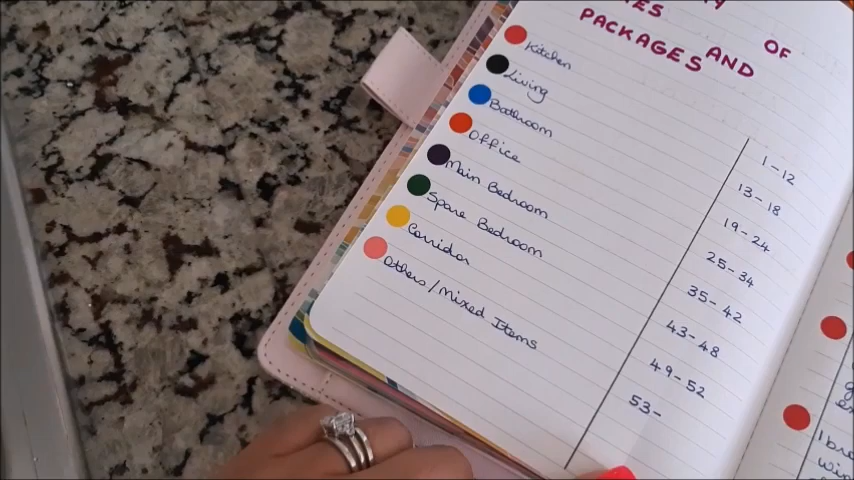 OF
PACKAGES AND
Kitchen 1-12
Living 13-18
Bathroom 19-24
Office 25-34
Main Bedroom 35-42
Spare Bedroom 43-48
Corridor 49-52
Others/Mixed Items 53-